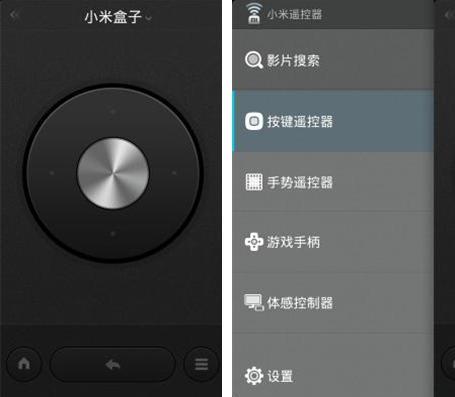 小米盒子
小米遥控器
影片搜索
按键遥控器
手势遥控器
游戏手柄
体感控制器
设置